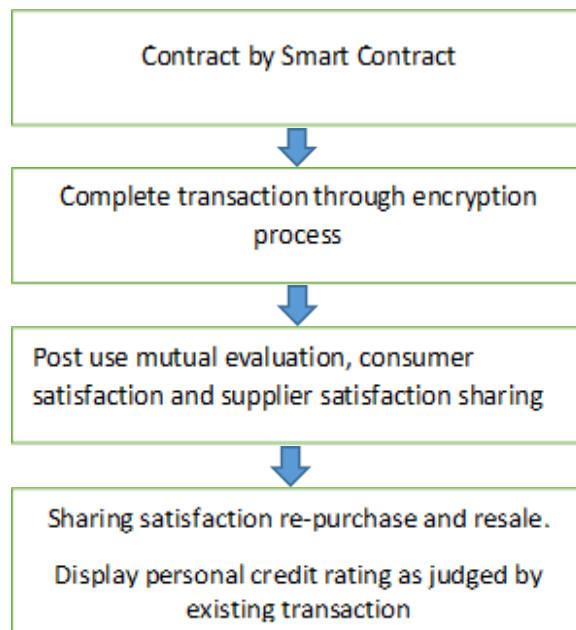 Contract by Smart Contract
Complete transaction through encryption
process
Post use mutual evaluation, consumer
satisfaction and supplier satisfaction sharing
Sharing satisfaction re-purchase and resale.
Display personal credit rating as judged by
existing transaction